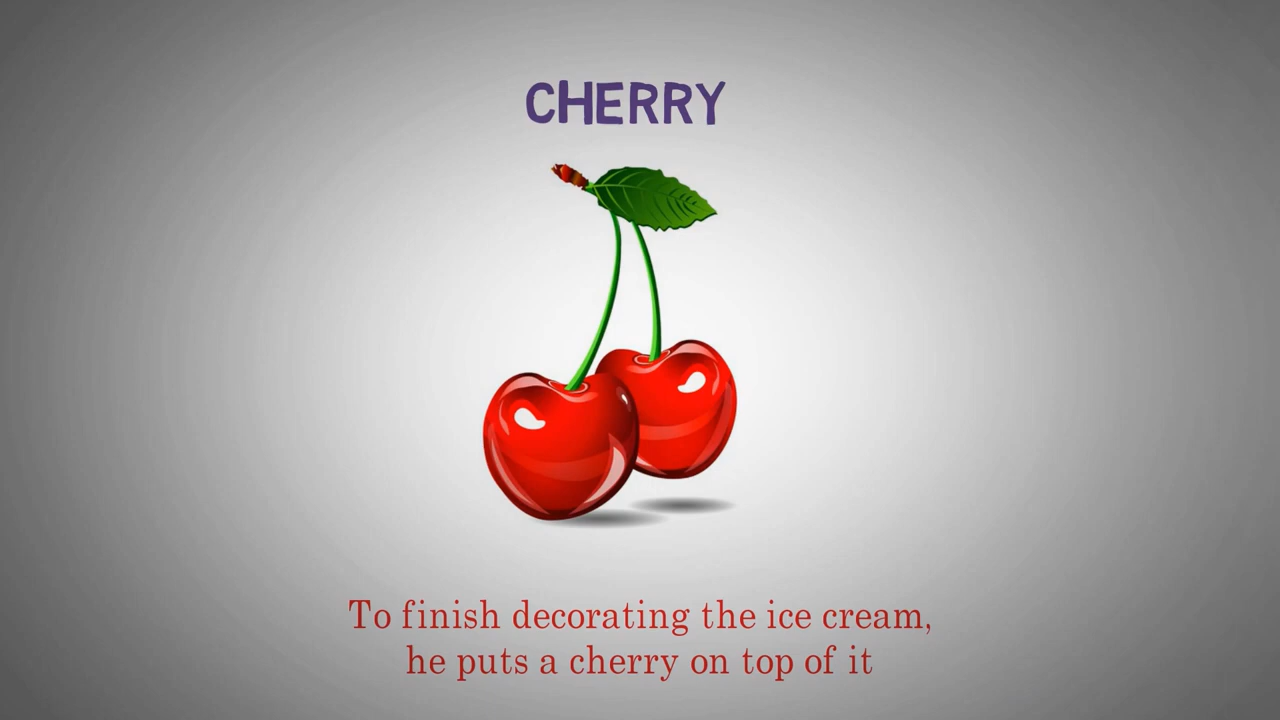 CHERRY
To finish decorating the ice cream,
he puts a cherry on top of it